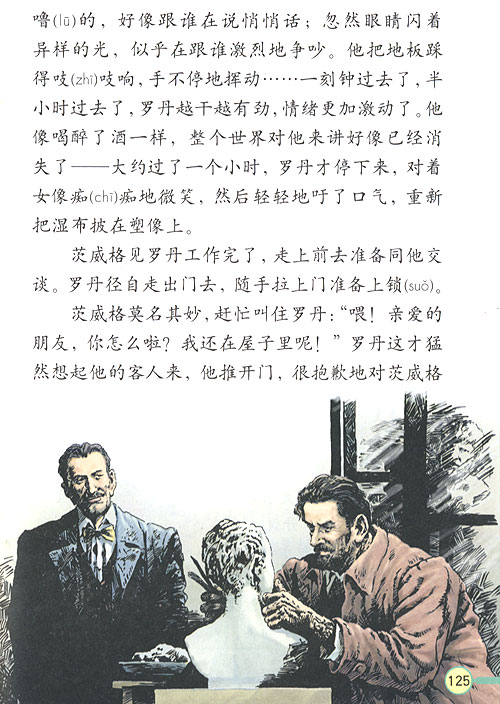 噜(lū)的，好像跟谁在说悄悄话；忽然眼睛闪着
异样的光，似乎在跟谁激烈地争吵。他把地板踩
得吱(zhī)吱响，手不停地挥动……一刻钟过去了，半
小时过去了，罗丹越干越有劲，情绪更加激动了。他
像喝醉了酒一样，整个世界对他来讲好像已经消
失了——大约过了一个小时，罗丹才停下来，对着
女像痴(chī)痴地微笑，然后轻轻地吁了口气，重新
把湿布披在塑像上。
茨威格见罗丹工作完了，走上前去准备同他交
谈。罗丹径自走出门去，随手拉上门准备上锁(suǒ)。
茨威格莫名其妙，赶忙叫住罗丹：“喂！亲爱的
朋友，你怎么啦？我还在屋子里呢！”罗丹这才猛
然想起他的客人来，他推开门，很抱歉地对茨威格
125